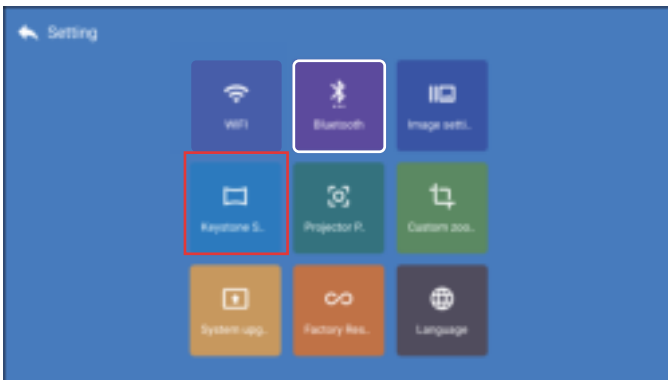 Setting
WiFi
Bluetooth
Image setti..
Keystone S..
Projector P..
Custom zoo..
System upg..
Factory Res..
Language